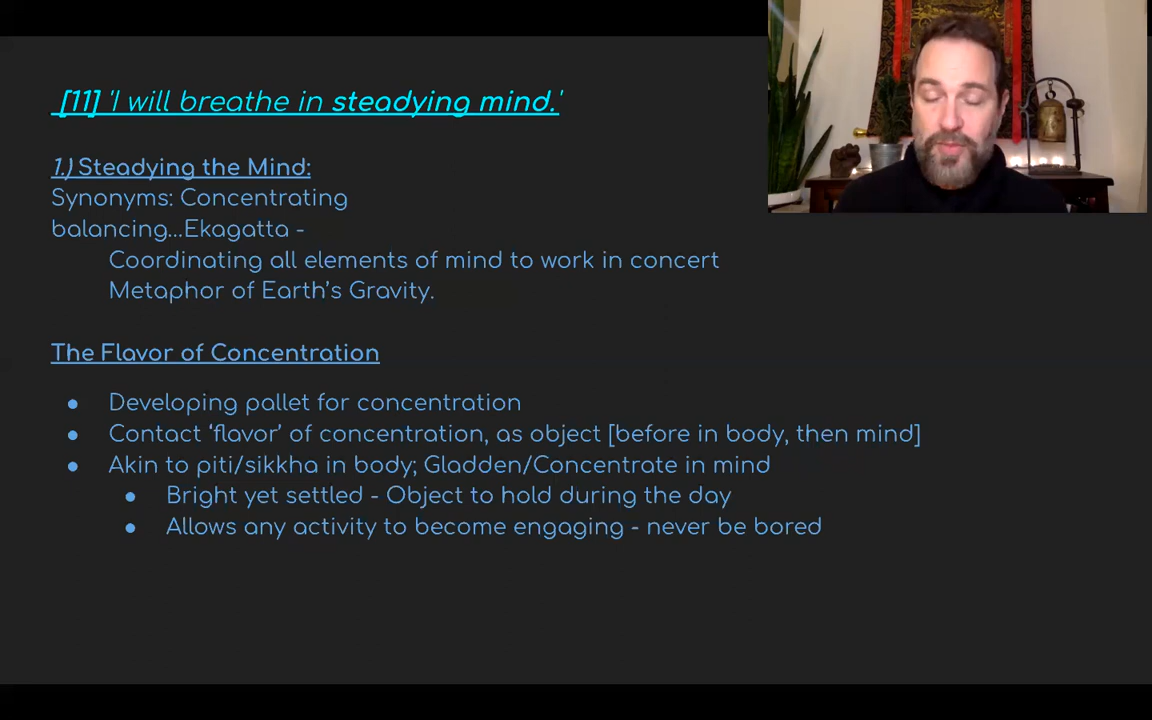 [11] 'I will breathe in steadying mind.'
1.) Steadying the Mind:
Synonyms: Concentrating
balancing...Ekagatta -
Coordinating all elements of mind to work in concert
Metaphor of Earth's Gravity.
The Flavor of Concentration
● Developing pallet for concentration
● Contact 'flavor' of concentration, as object [before in body, then mind]
● Akin to piti/sikkha in body; Gladden/Concentrate in mind
● Bright yet settled - Object to hold during the day
● Allows any activity to become engaging - never be bored